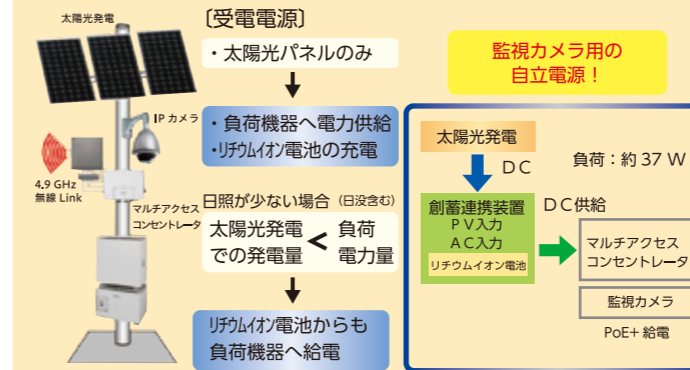 太陽光発電
IPカメラ
4.9 GHz
無線 Link
マルチアクセス
コンセントレータ
〔受電電源〕
・太陽光パネルのみ
・負荷機器へ電力供給
・リチウムイオン電池の充電
日照が少ない場合（日没含む）
太陽光発電
での発電量
<
負荷
電力量
リチウムイオン電池からも
負荷機器へ給電
監視カメラ用の
自立電源！
太陽光発電
DC
負荷：約 37 W
創蓄連携装置
PV入力
AC入力
リチウムイオン電池
DC供給
マルチアクセス
コンセントレータ
監視カメラ
PoE+ 給電